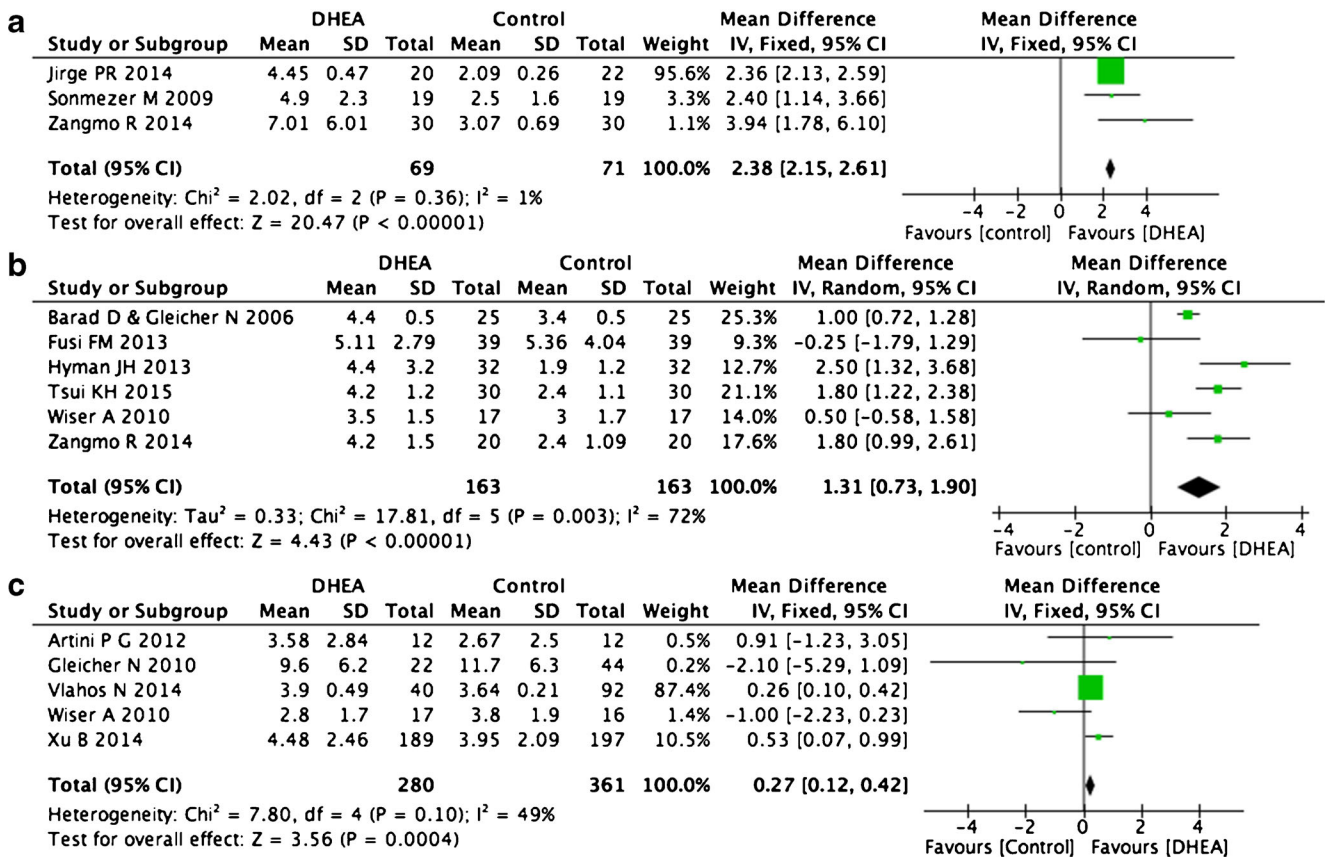 a DHEA Control Mean Difference Mean Difference
Study or Subgroup Mean SD Total Mean SD Total Weight IV, Fixed, 95% CI IV, Fixed, 95% CI
Jirge PR 2014 4.45 0.47 20 2.09 0.26 22 95.6% 2.36 [2.13, 2.59]
Sonmezer M 2009 4.9 2.3 19 2.5 1.6 19 3.3% 2.40 [1.14, 3.66]
Zangmo R 2014 7.01 6.01 30 3.07 0.69 30 1.1% 3.94 [1.78, 6.10]
Total (95% CI) 69 71 100.0% 2.38 [2.15, 2.61]
Heterogeneity: Chi² = 2.02, df = 2 (P = 0.36); I² = 1%
Test for overall effect: Z = 20.47 (P < 0.00001)
-4 -2 0 2 4
Favours [control] Favours [DHEA]
b DHEA Control Mean Difference Mean Difference
Study or Subgroup Mean SD Total Mean SD Total Weight IV, Random, 95% CI IV, Random, 95% CI
Barad D & Gleicher N 2006 4.4 0.5 25 3.4 0.5 25 25.3% 1.00 [0.72, 1.28]
Fusi FM 2013 5.11 2.79 39 5.36 4.04 39 9.3% -0.25 [-1.79, 1.29]
Hyman JH 2013 4.4 3.2 32 1.9 1.2 32 12.7% 2.50 [1.32, 3.68]
Tsui KH 2015 4.2 1.2 30 2.4 1.1 30 21.1% 1.80 [1.22, 2.38]
Wiser A 2010 3.5 1.5 17 3 1.7 17 14.0% 0.50 [-0.58, 1.58]
Zangmo R 2014 4.2 1.5 20 2.4 1.09 20 17.6% 1.80 [0.99, 2.61]
Total (95% CI) 163 163 100.0% 1.31 [0.73, 1.90]
Heterogeneity: Tau² = 0.33; Chi² = 17.81, df = 5 (P = 0.003); I² = 72%
Test for overall effect: Z = 4.43 (P < 0.00001)
-4 -2 0 2 4
Favours [control] Favours [DHEA]
c DHEA Control Mean Difference Mean Difference
Study or Subgroup Mean SD Total Mean SD Total Weight IV, Fixed, 95% CI IV, Fixed, 95% CI
Artini P G 2012 3.58 2.84 12 2.67 2.5 12 0.5% 0.91 [-1.23, 3.05]
Gleicher N 2010 9.6 6.2 22 11.7 6.3 44 0.2% -2.10 [-5.29, 1.09]
Vlahos N 2014 3.9 0.49 40 3.64 0.21 92 87.4% 0.26 [0.10, 0.42]
Wiser A 2010 2.8 1.7 17 3.8 1.9 16 1.4% -1.00 [-2.23, 0.23]
Xu B 2014 4.48 2.46 189 3.95 2.09 197 10.5% 0.53 [0.07, 0.99]
Total (95% CI) 280 361 100.0% 0.27 [0.12, 0.42]
Heterogeneity: Chi² = 7.80, df = 4 (P = 0.10); I² = 49%
Test for overall effect: Z = 3.56 (P = 0.0004)
-4 -2 0 2 4
Favours [Control] Favours [DHEA]